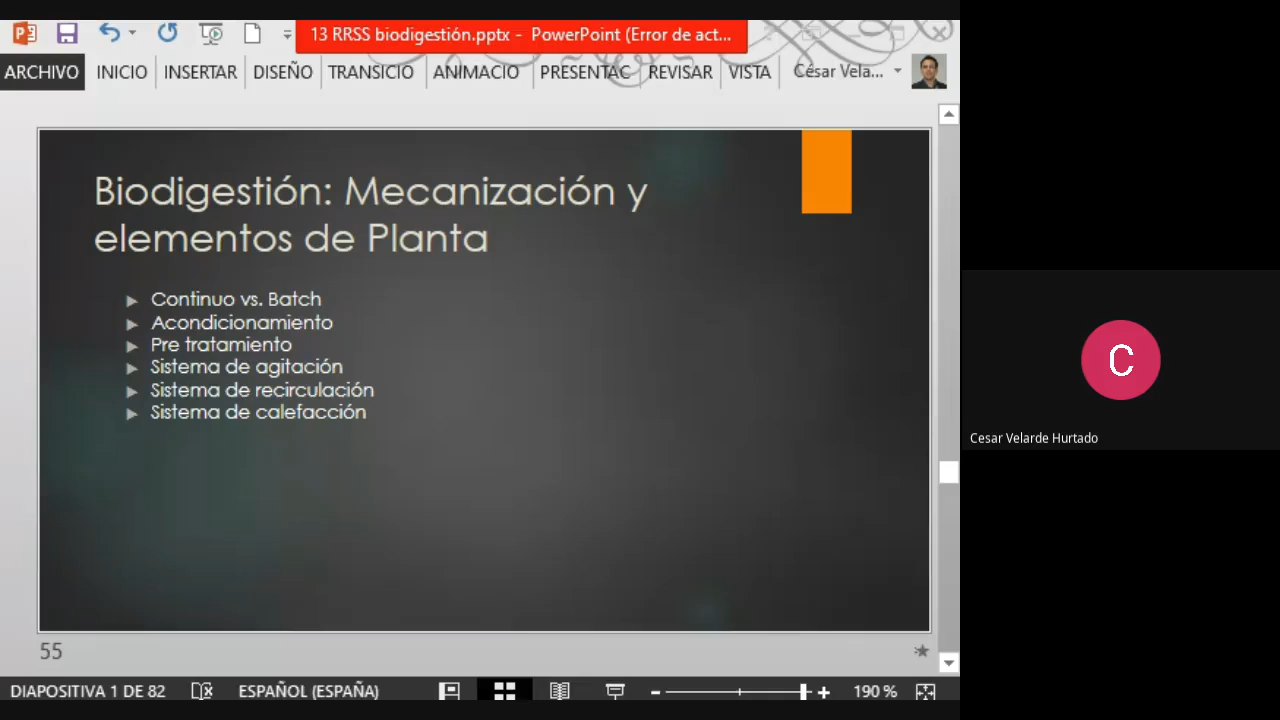 13 RRSS biodigestión.pptx - PowerPoint (Error de act...
ARCHIVO INICIO INSERTAR DISEÑO TRANSICIO ANIMACIO PRESENTAC REVISAR VISTA César Vela...
Biodigestión: Mecanización y
elementos de Planta
Continuo vs. Batch
Acondicionamiento
Pre tratamiento
Sistema de agitación
Sistema de recirculación
Sistema de calefacción
55
DIAPOSITIVA 1 DE 82 ESPAÑOL (ESPAÑA) 190 %
C
Cesar Velarde Hurtado